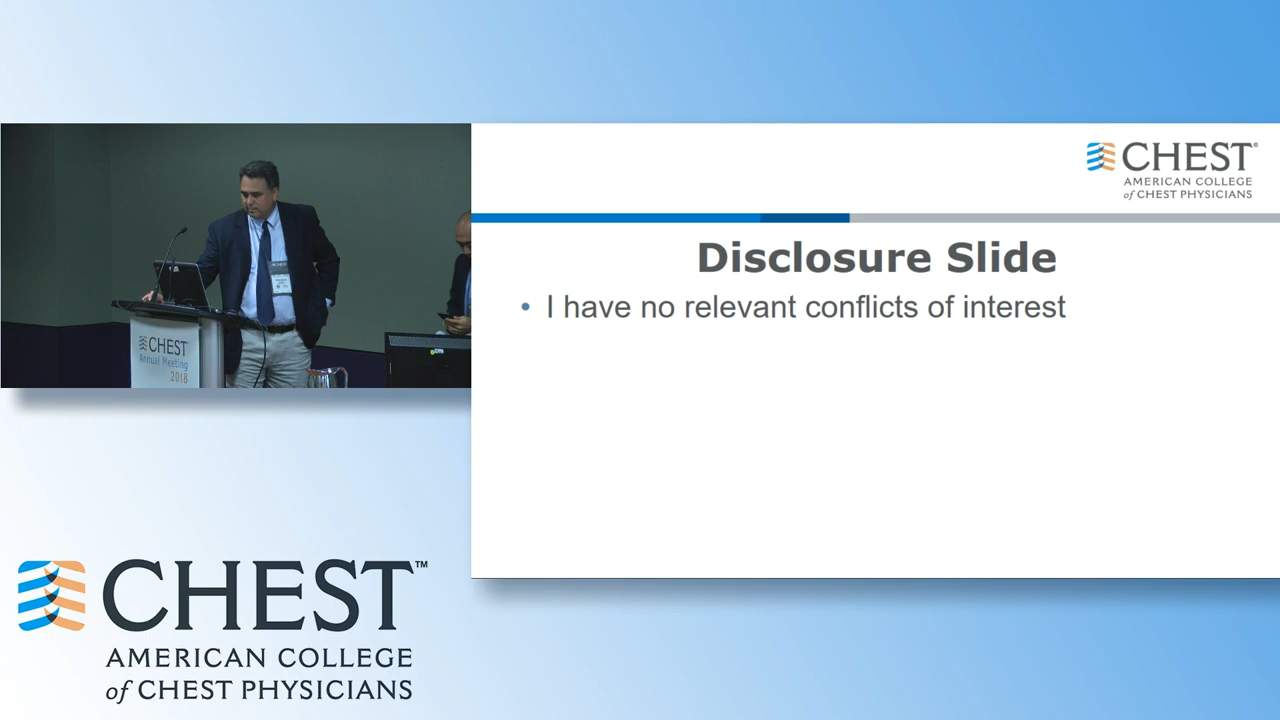 CHEST
Annual Meeting
2018
CHEST®
AMERICAN COLLEGE
of CHEST PHYSICIANS
Disclosure Slide
• I have no relevant conflicts of interest
CHEST™
AMERICAN COLLEGE
of CHEST PHYSICIANS